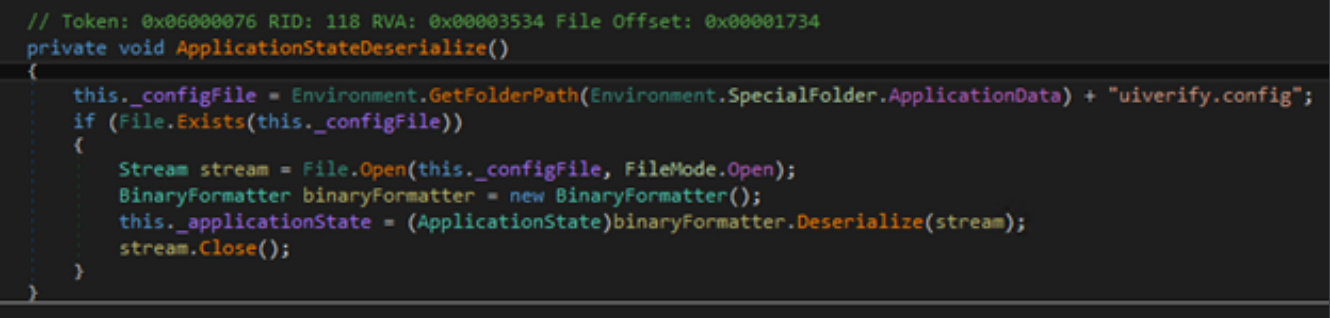 // Token: 0x06000076 RID: 118 RVA: 0x00003534 File Offset: 0x00001734
private void ApplicationStateDeserialize()
{
this._configFile = Environment.GetFolderPath(Environment.SpecialFolder.ApplicationData) + "uiverify.config";
if (File.Exists(this._configFile))
{
Stream stream = File.Open(this._configFile, FileMode.Open);
BinaryFormatter binaryFormatter = new BinaryFormatter();
this._applicationState = (ApplicationState)binaryFormatter.Deserialize(stream);
stream.Close();
}
}